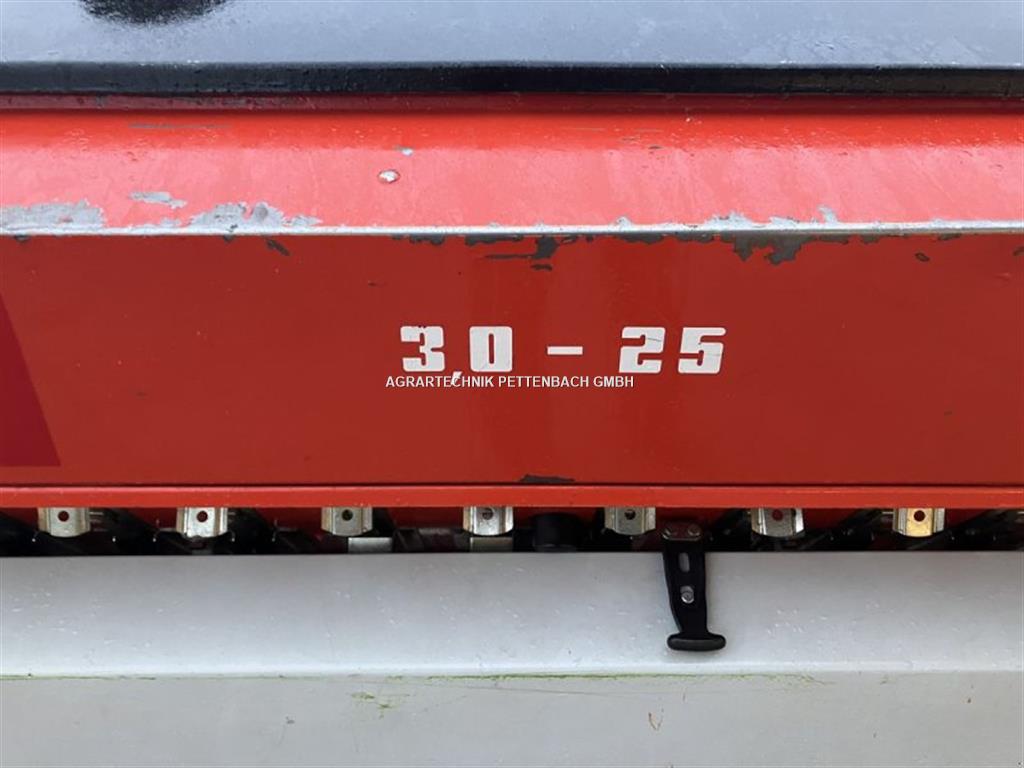 3,0 - 25
AGRARTECHNIK PETTENBACH GMBH